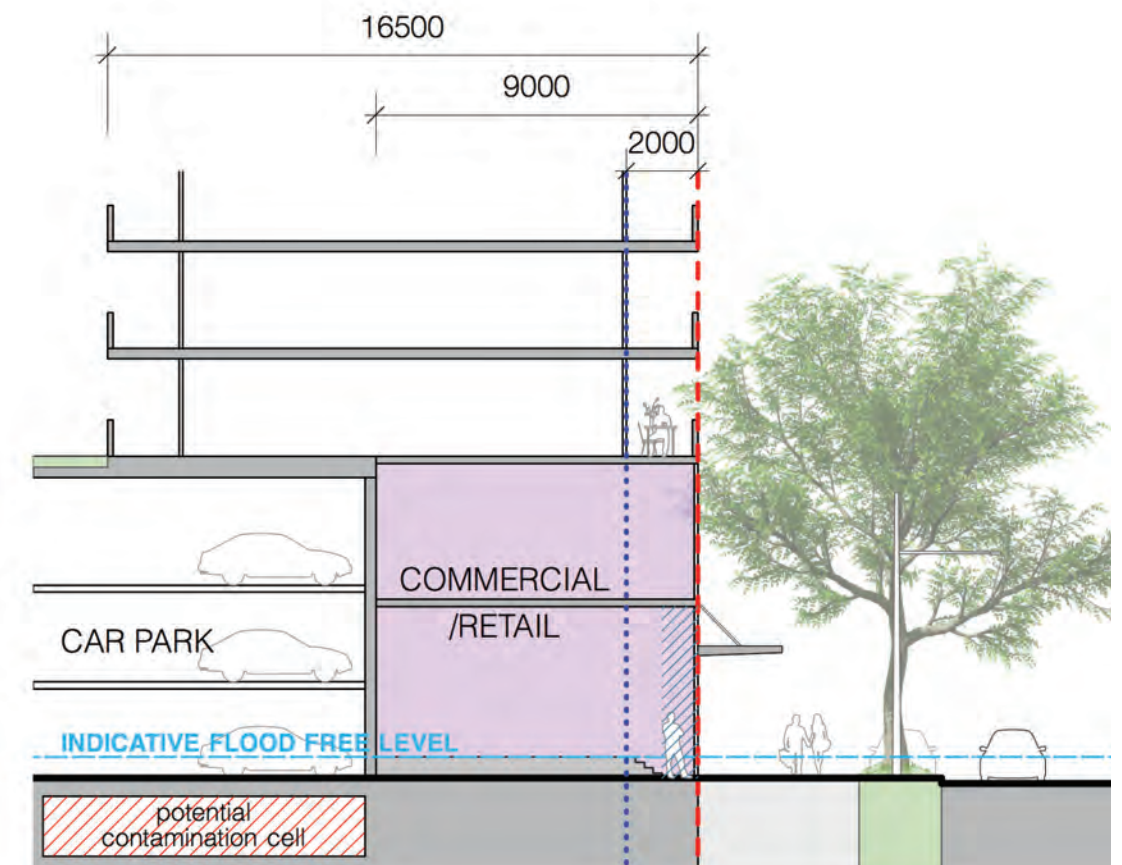 16500
9000
2000
COMMERCIAL
/RETAIL
CAR PARK
INDICATIVE FLOOD FREE LEVEL
potential
contamination cell